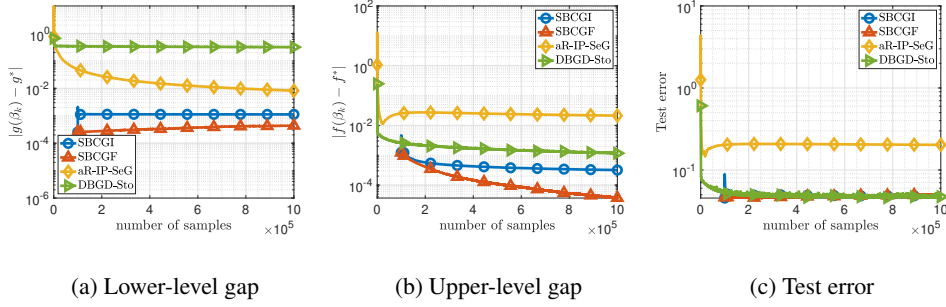 |g(β_k) − g*|
10^0
10^-2
10^-4
10^-6
SBCGI
SBCGF
aR-IP-SeG
DBGD-Sto
0 2 4 6 8 10
number of samples ×10^5
(a) Lower-level gap
|f(β_k) − f*|
10^2
10^0
10^-2
10^-4
SBCGI
SBCGF
aR-IP-SeG
DBGD-Sto
0 2 4 6 8 10
number of samples ×10^5
(b) Upper-level gap
Test error
10^1
10^0
10^-1
SBCGI
SBCGF
aR-IP-SeG
DBGD-Sto
0 2 4 6 8 10
number of samples ×10^5
(c) Test error